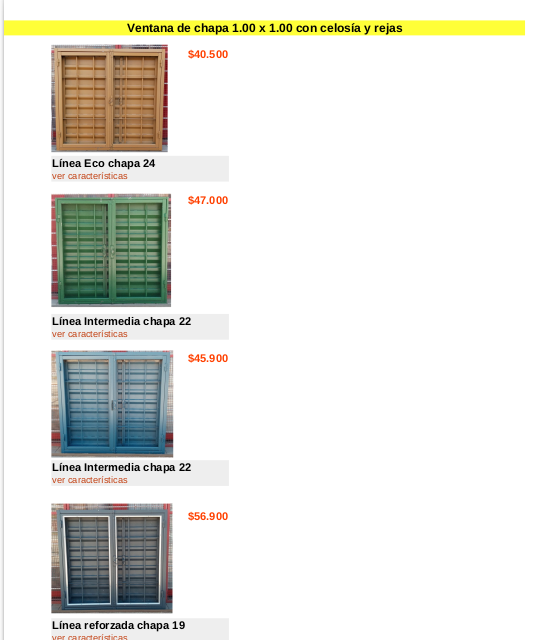 Ventana de chapa 1.00 x 1.00 con celosía y rejas
$40.500
Línea Eco chapa 24
ver características
$47.000
Línea Intermedia chapa 22
ver características
$45.900
Línea Intermedia chapa 22
ver características
$56.900
Línea reforzada chapa 19
ver características